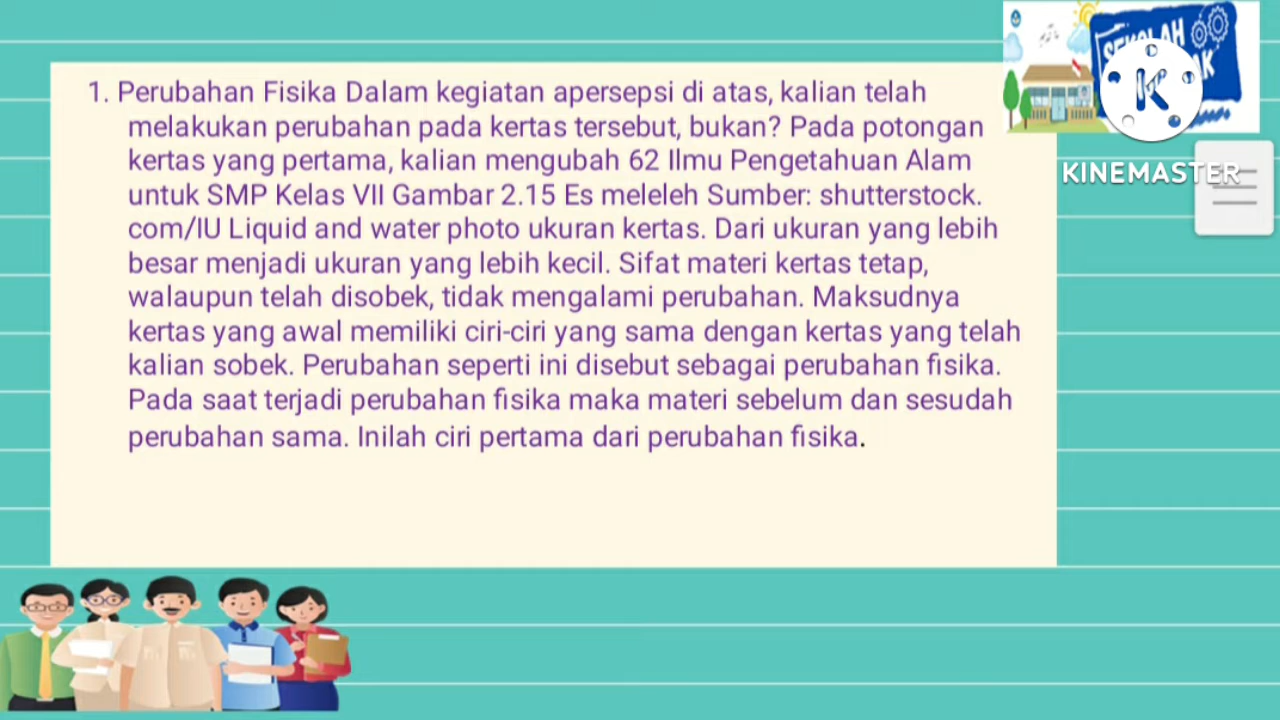 1. Perubahan Fisika Dalam kegiatan apersepsi di atas, kalian telah
melakukan perubahan pada kertas tersebut, bukan? Pada potongan
kertas yang pertama, kalian mengubah 62 Ilmu Pengetahuan Alam
untuk SMP Kelas VII Gambar 2.15 Es meleleh Sumber: shutterstock.
com/IU Liquid and water photo ukuran kertas. Dari ukuran yang lebih
besar menjadi ukuran yang lebih kecil. Sifat materi kertas tetap,
walaupun telah disobek, tidak mengalami perubahan. Maksudnya
kertas yang awal memiliki ciri-ciri yang sama dengan kertas yang telah
kalian sobek. Perubahan seperti ini disebut sebagai perubahan fisika.
Pada saat terjadi perubahan fisika maka materi sebelum dan sesudah
perubahan sama. Inilah ciri pertama dari perubahan fisika.
SEKOLAH
K
KINEMASTER